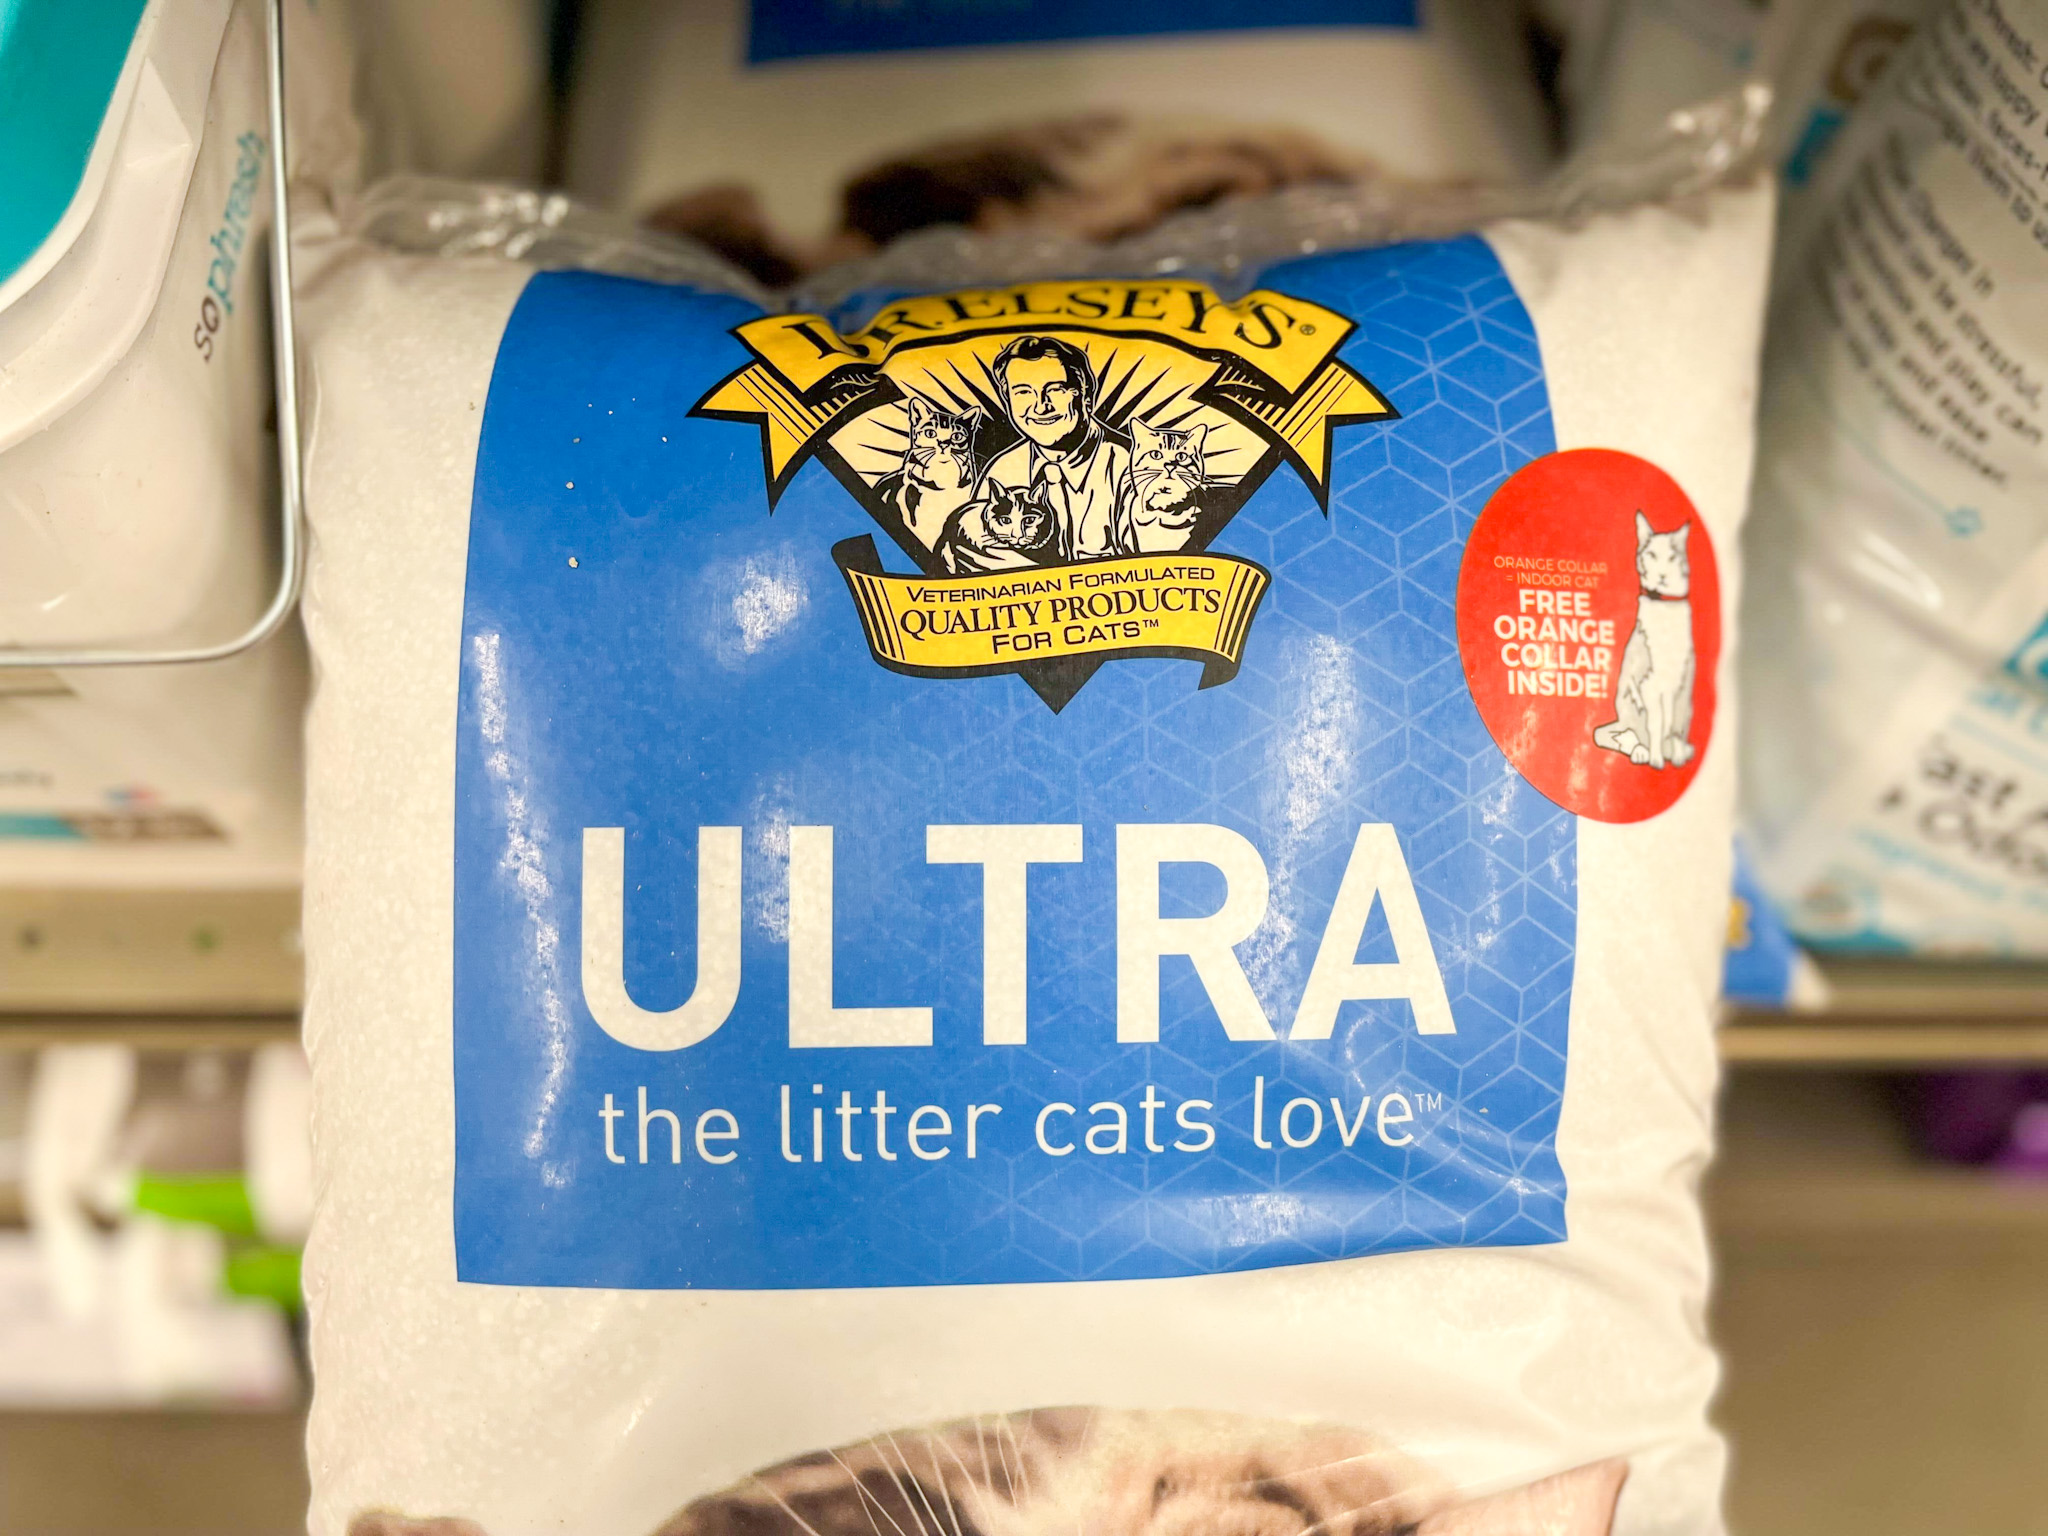 DR. ELSEY'S®
VETERINARIAN FORMULATED
QUALITY PRODUCTS
FOR CATS™
ORANGE COLLAR
= INDOOR CAT
FREE
ORANGE
COLLAR
INSIDE!
ULTRA
the litter cats love™
sophresh